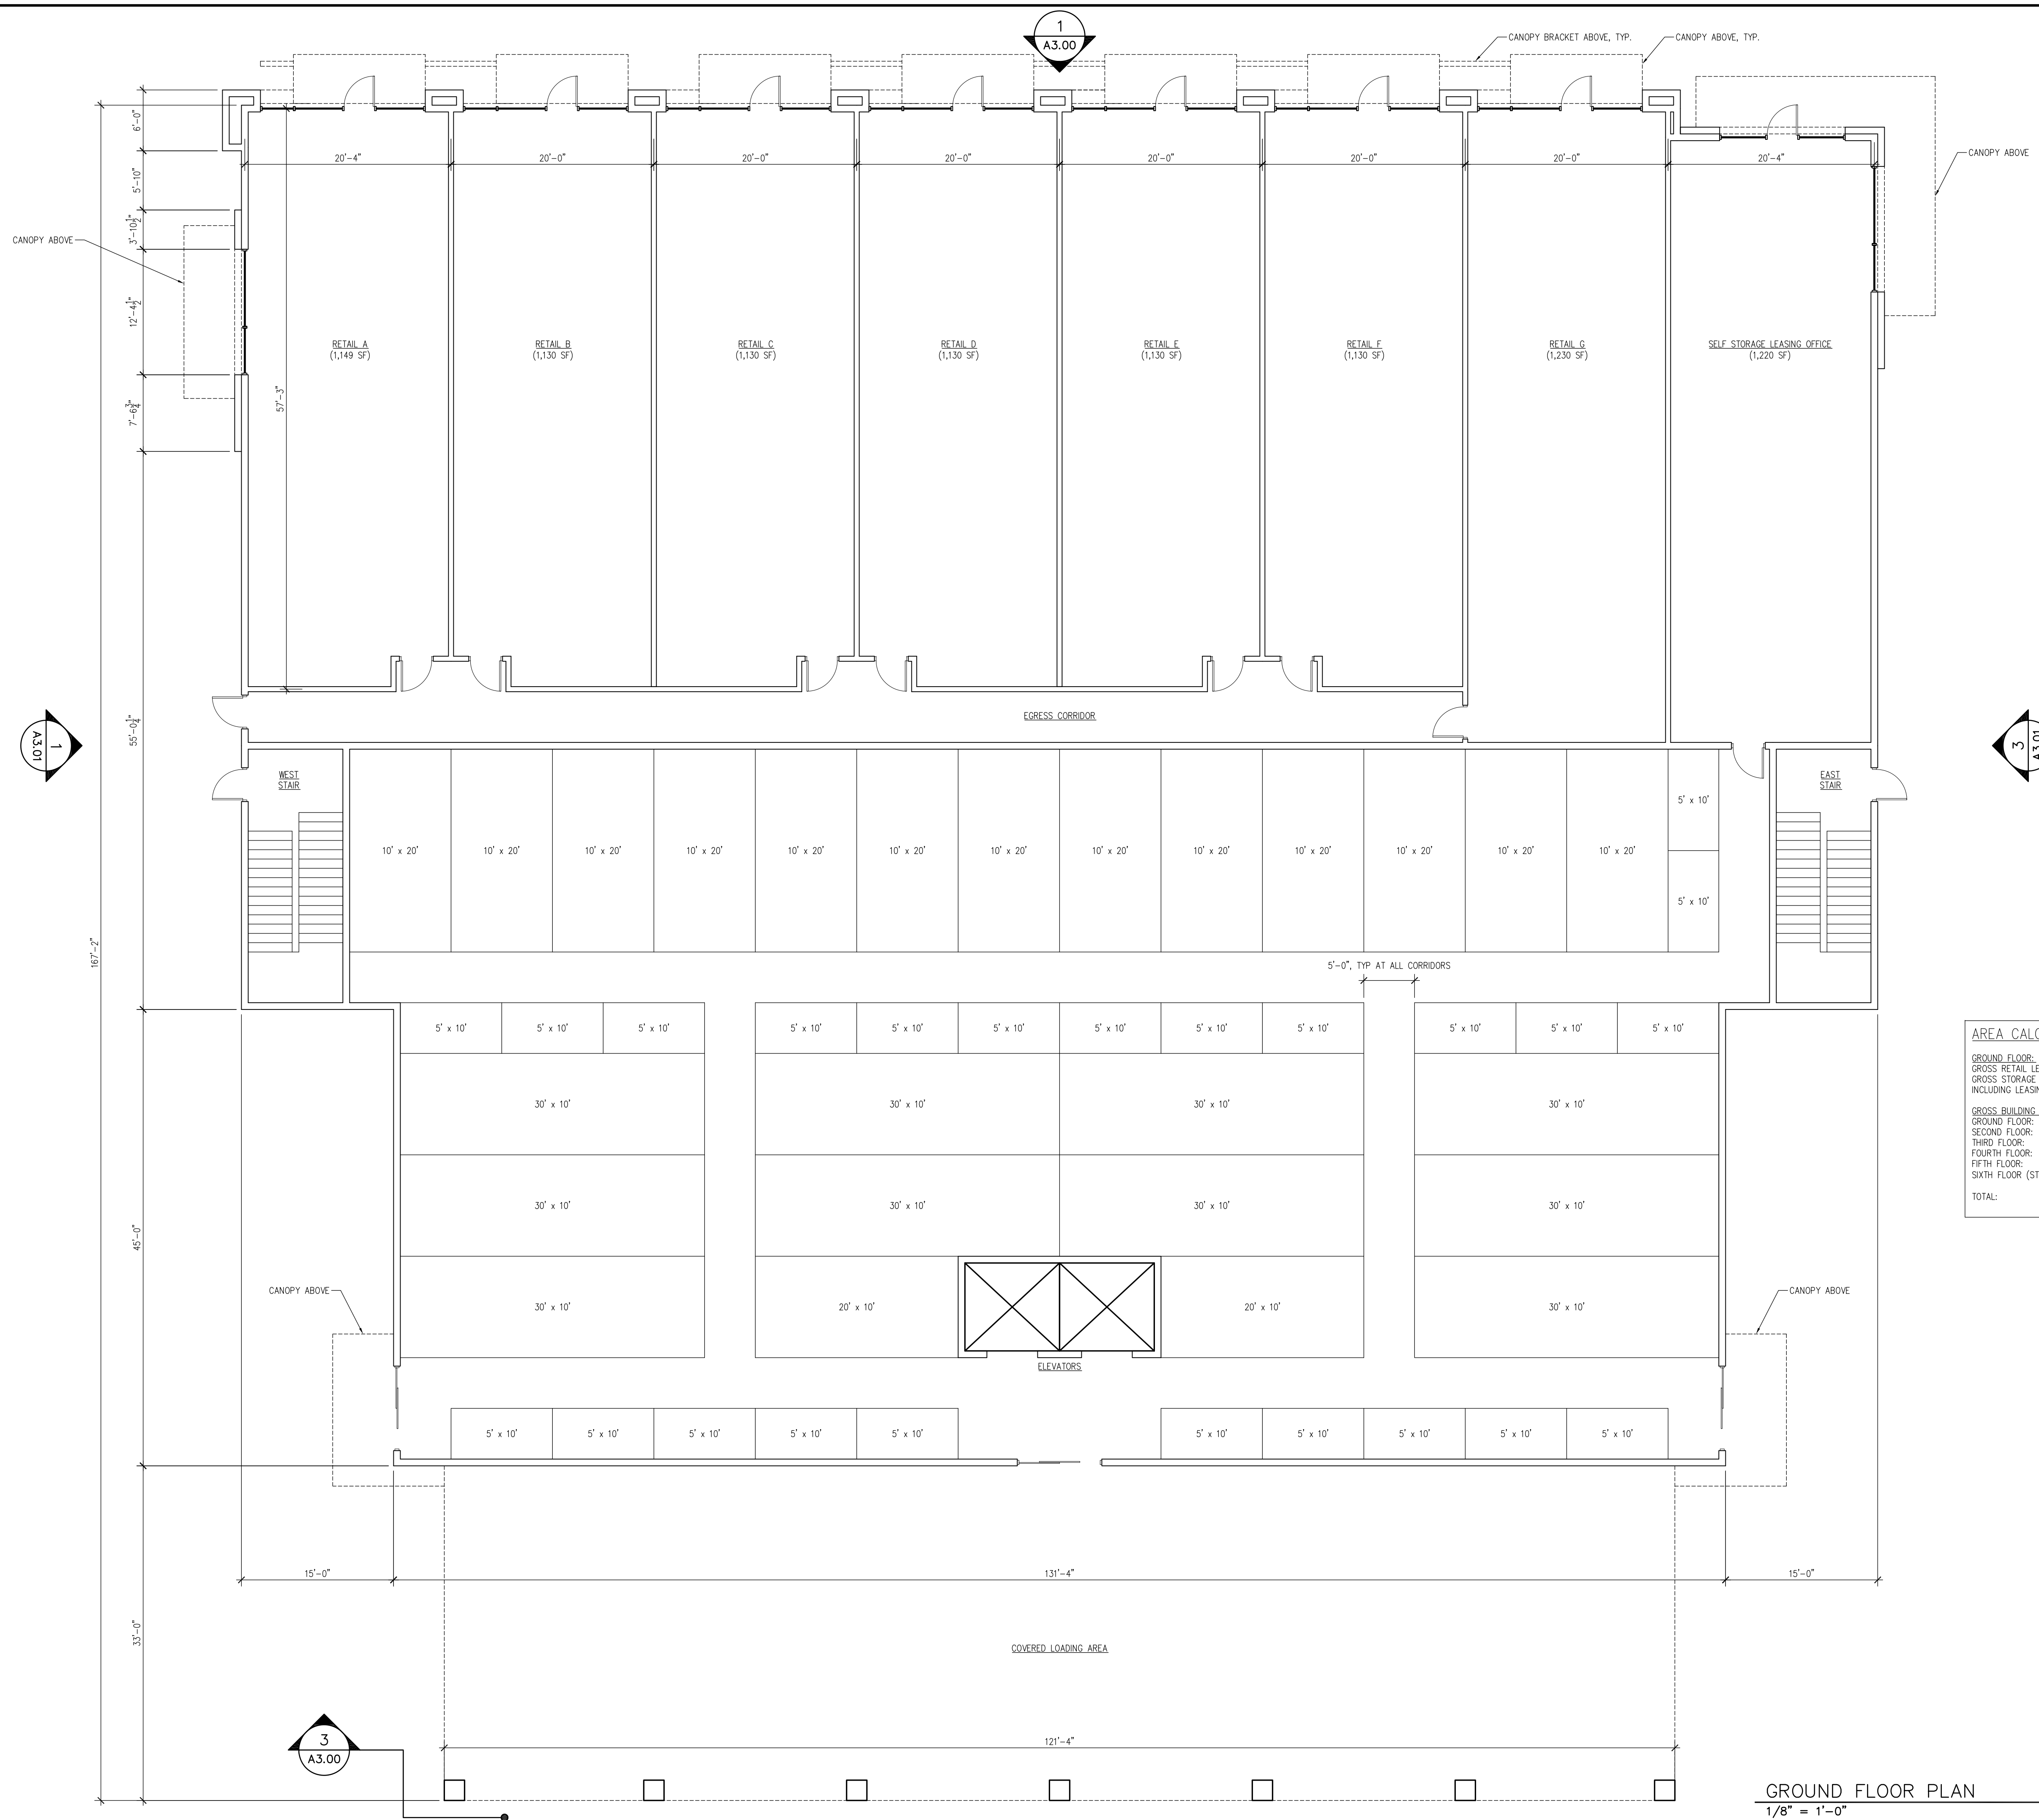 1
A3.00
CANOPY BRACKET ABOVE, TYP.
CANOPY ABOVE, TYP.
6'-0"
20'-4"
20'-0"
20'-0"
20'-0"
20'-0"
20'-0"
20'-0"
20'-4"
CANOPY ABOVE
5'-10"
3'-10 1/2"
CANOPY ABOVE
12'-4 1/2"
RETAIL A
(1,149 SF)
RETAIL B
(1,130 SF)
RETAIL C
(1,130 SF)
RETAIL D
(1,130 SF)
RETAIL E
(1,130 SF)
RETAIL F
(1,130 SF)
RETAIL G
(1,230 SF)
SELF STORAGE LEASING OFFICE
(1,220 SF)
57'-3"
7'-6 3/4"
EGRESS CORRIDOR
55'-0 1/4"
1
A3.01
3
A3.01
WEST
STAIR
EAST
STAIR
5' x 10'
10' x 20'
10' x 20'
10' x 20'
10' x 20'
10' x 20'
10' x 20'
10' x 20'
10' x 20'
10' x 20'
10' x 20'
10' x 20'
10' x 20'
10' x 20'
5' x 10'
167'-2"
5'-0", TYP AT ALL CORRIDORS
5' x 10'
5' x 10'
5' x 10'
5' x 10'
5' x 10'
5' x 10'
5' x 10'
5' x 10'
5' x 10'
5' x 10'
5' x 10'
5' x 10'
AREA CALC
GROUND FLOOR:
GROSS RETAIL LE
GROSS STORAGE
INCLUDING LEASIN
GROSS BUILDING
GROUND FLOOR:
SECOND FLOOR:
THIRD FLOOR:
FOURTH FLOOR:
FIFTH FLOOR:
SIXTH FLOOR (ST
TOTAL:
30' x 10'
30' x 10'
30' x 10'
30' x 10'
30' x 10'
30' x 10'
30' x 10'
30' x 10'
45'-0"
CANOPY ABOVE
CANOPY ABOVE
30' x 10'
20' x 10'
20' x 10'
30' x 10'
ELEVATORS
5' x 10'
5' x 10'
5' x 10'
5' x 10'
5' x 10'
5' x 10'
5' x 10'
5' x 10'
5' x 10'
5' x 10'
15'-0"
131'-4"
15'-0"
33'-0"
COVERED LOADING AREA
3
A3.00
121'-4"
GROUND FLOOR PLAN
1/8" = 1'-0"